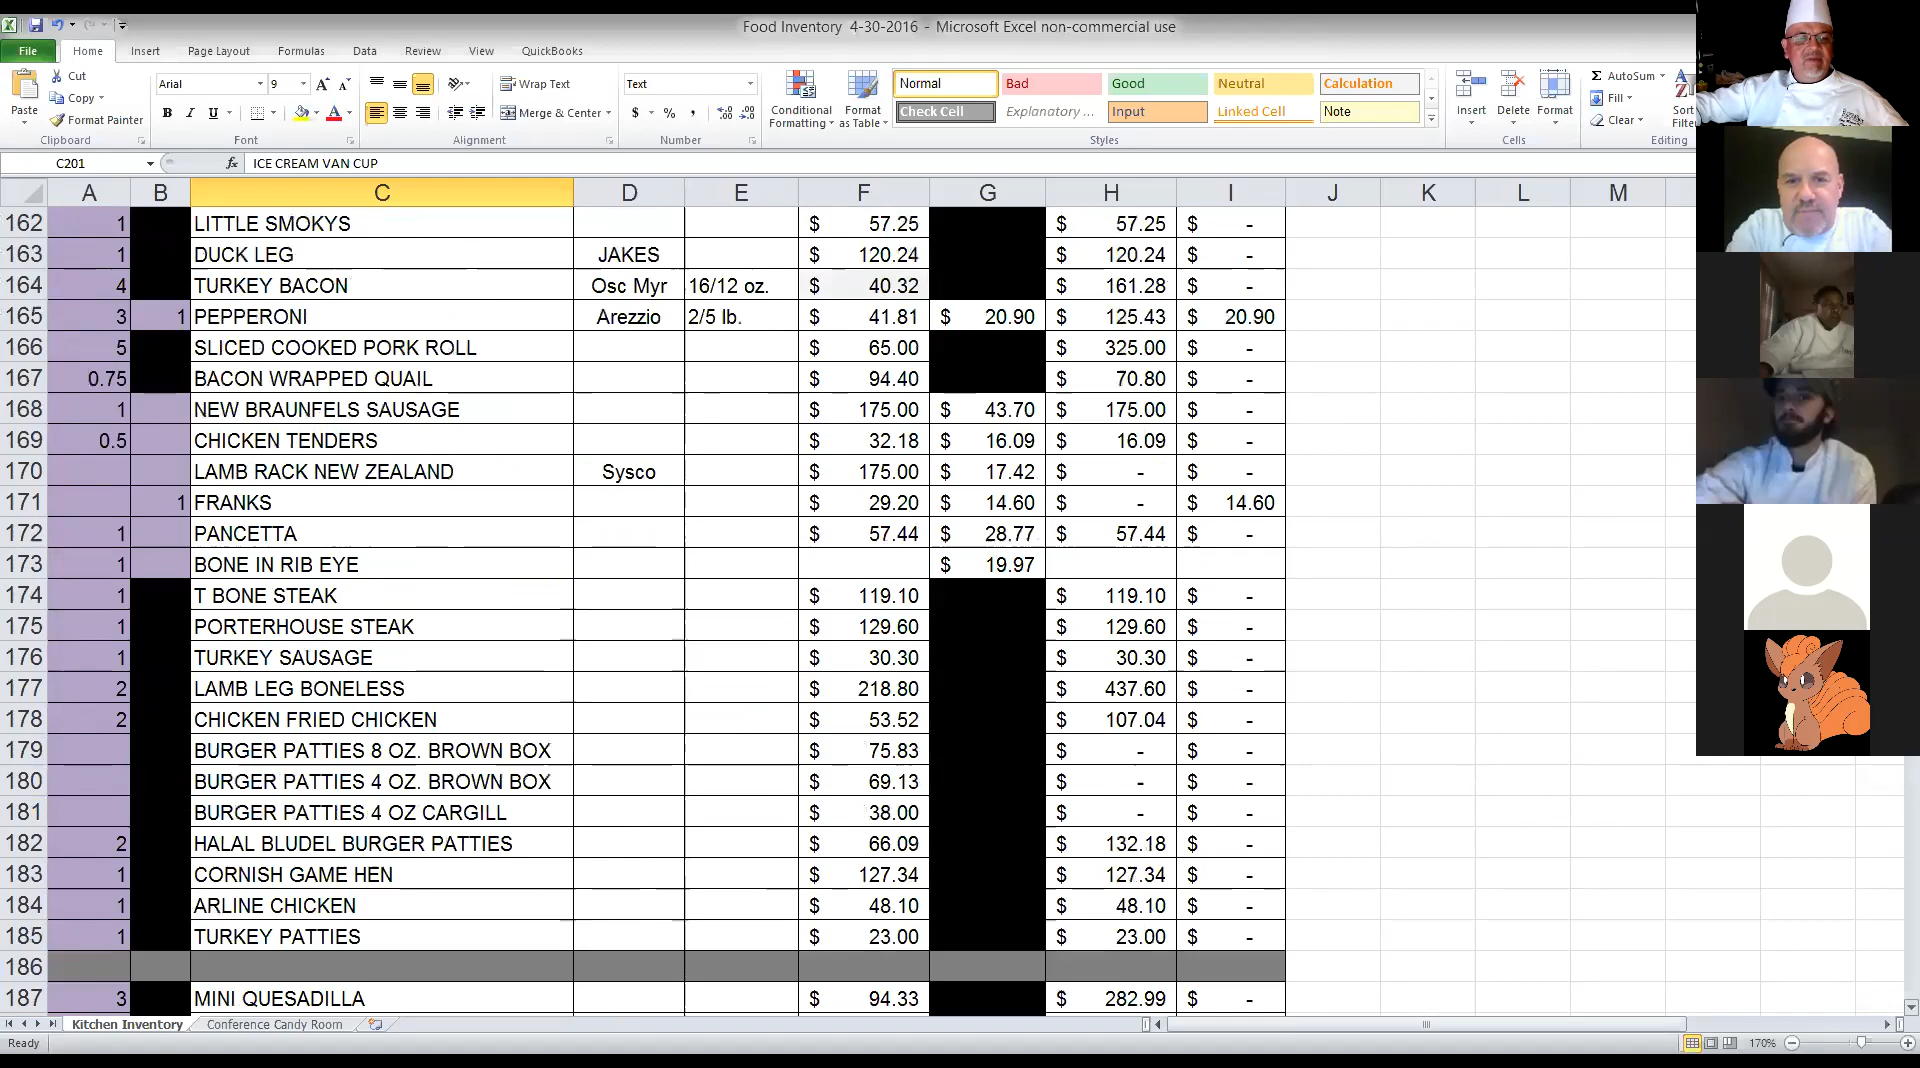 Food Inventory 4-30-2016 - Microsoft Excel non-commercial use
File Home Insert Page Layout Formulas Data Review View QuickBooks
Paste Cut Copy Format Painter Clipboard
Arial 9 A A B I U A Font
Wrap Text Merge & Center Alignment
Text $ % , .00 .0 Number
Conditional Formatting Format as Table
Normal Bad Good Neutral Calculation
Check Cell Explanatory ... Input Linked Cell Note
Styles
Insert Delete Format Cells
Σ AutoSum Fill Clear Sort Filter Editing
C201 fx ICE CREAM VAN CUP
A B C D E F G H I J K L M
162 1 LITTLE SMOKYS $ 57.25 $ 57.25 $ -
163 1 DUCK LEG JAKES $ 120.24 $ 120.24 $ -
164 4 TURKEY BACON Osc Myr 16/12 oz. $ 40.32 $ 161.28 $ -
165 3 1 PEPPERONI Arezzio 2/5 lb. $ 41.81 $ 20.90 $ 125.43 $ 20.90
166 5 SLICED COOKED PORK ROLL $ 65.00 $ 325.00 $ -
167 0.75 BACON WRAPPED QUAIL $ 94.40 $ 70.80 $ -
168 1 NEW BRAUNFELS SAUSAGE $ 175.00 $ 43.70 $ 175.00 $ -
169 0.5 CHICKEN TENDERS $ 32.18 $ 16.09 $ 16.09 $ -
170 LAMB RACK NEW ZEALAND Sysco $ 175.00 $ 17.42 $ - $ -
171 1 FRANKS $ 29.20 $ 14.60 $ - $ 14.60
172 1 PANCETTA $ 57.44 $ 28.77 $ 57.44 $ -
173 1 BONE IN RIB EYE $ 19.97
174 1 T BONE STEAK $ 119.10 $ 119.10 $ -
175 1 PORTERHOUSE STEAK $ 129.60 $ 129.60 $ -
176 1 TURKEY SAUSAGE $ 30.30 $ 30.30 $ -
177 2 LAMB LEG BONELESS $ 218.80 $ 437.60 $ -
178 2 CHICKEN FRIED CHICKEN $ 53.52 $ 107.04 $ -
179 BURGER PATTIES 8 OZ. BROWN BOX $ 75.83 $ - $ -
180 BURGER PATTIES 4 OZ. BROWN BOX $ 69.13 $ - $ -
181 BURGER PATTIES 4 OZ CARGILL $ 38.00 $ - $ -
182 2 HALAL BLUDEL BURGER PATTIES $ 66.09 $ 132.18 $ -
183 1 CORNISH GAME HEN $ 127.34 $ 127.34 $ -
184 1 ARLINE CHICKEN $ 48.10 $ 48.10 $ -
185 1 TURKEY PATTIES $ 23.00 $ 23.00 $ -
186
187 3 MINI QUESADILLA $ 94.33 $ 282.99 $ -
Kitchen Inventory Conference Candy Room
Ready 170%